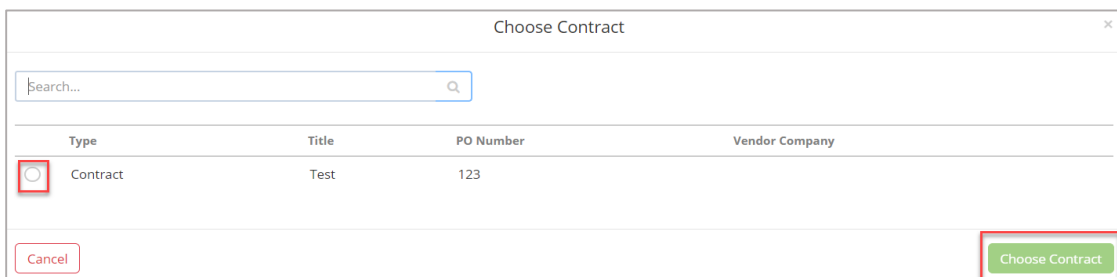 Choose Contract ×
Search...
Type Title PO Number Vendor Company
Contract Test 123
Cancel Choose Contract